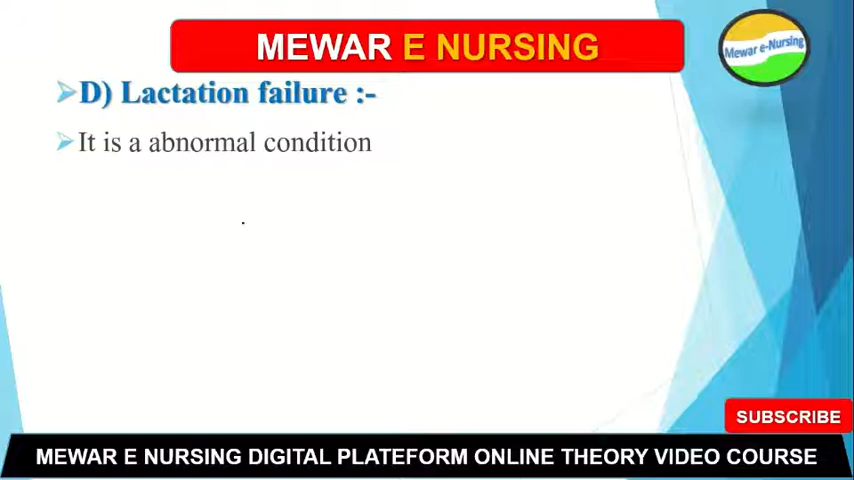 MEWAR E NURSING
Mewar e-Nursing
D) Lactation failure :-
It is a abnormal condition
.
SUBSCRIBE
MEWAR E NURSING DIGITAL PLATEFORM ONLINE THEORY VIDEO COURSE